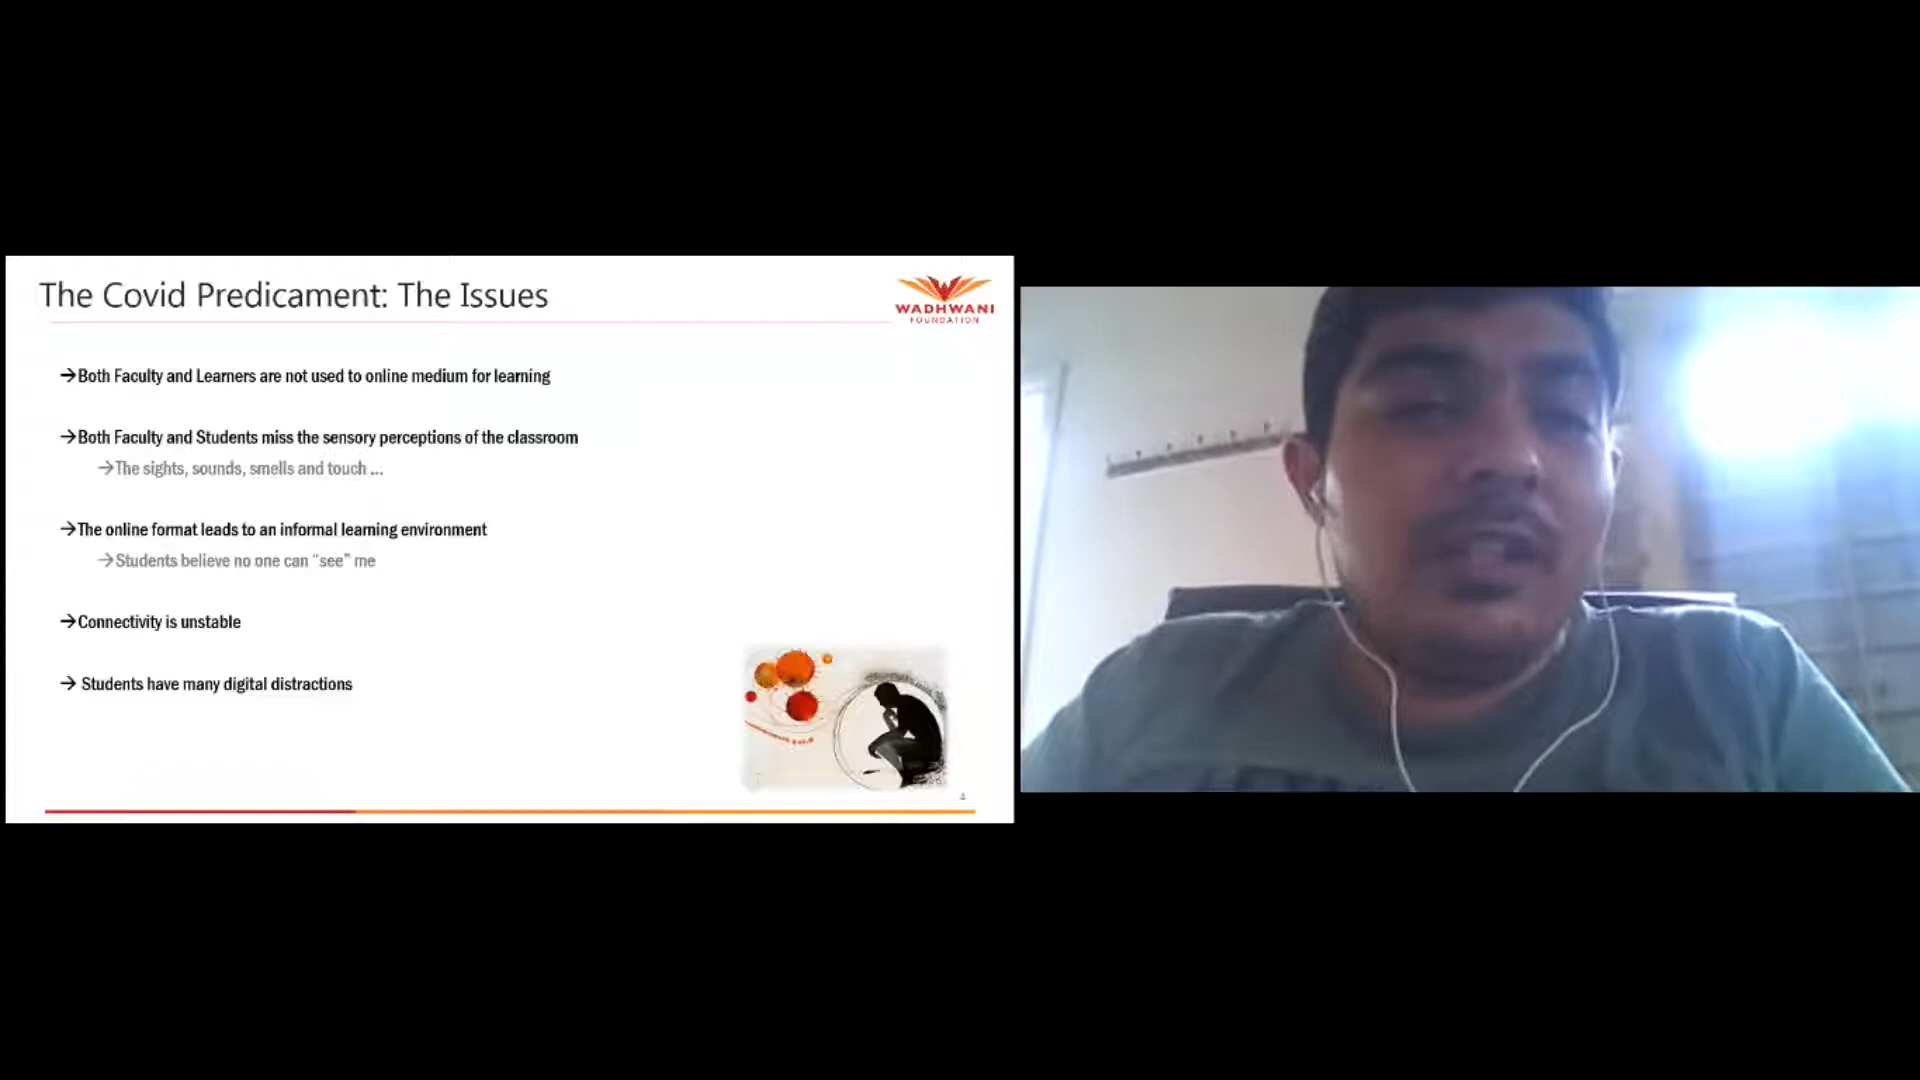 The Covid Predicament: The Issues
WADHWANI
FOUNDATION
→Both Faculty and Learners are not used to online medium for learning
→Both Faculty and Students miss the sensory perceptions of the classroom
→The sights, sounds, smells and touch ...
→The online format leads to an informal learning environment
→Students believe no one can “see” me
→Connectivity is unstable
→ Students have many digital distractions
4